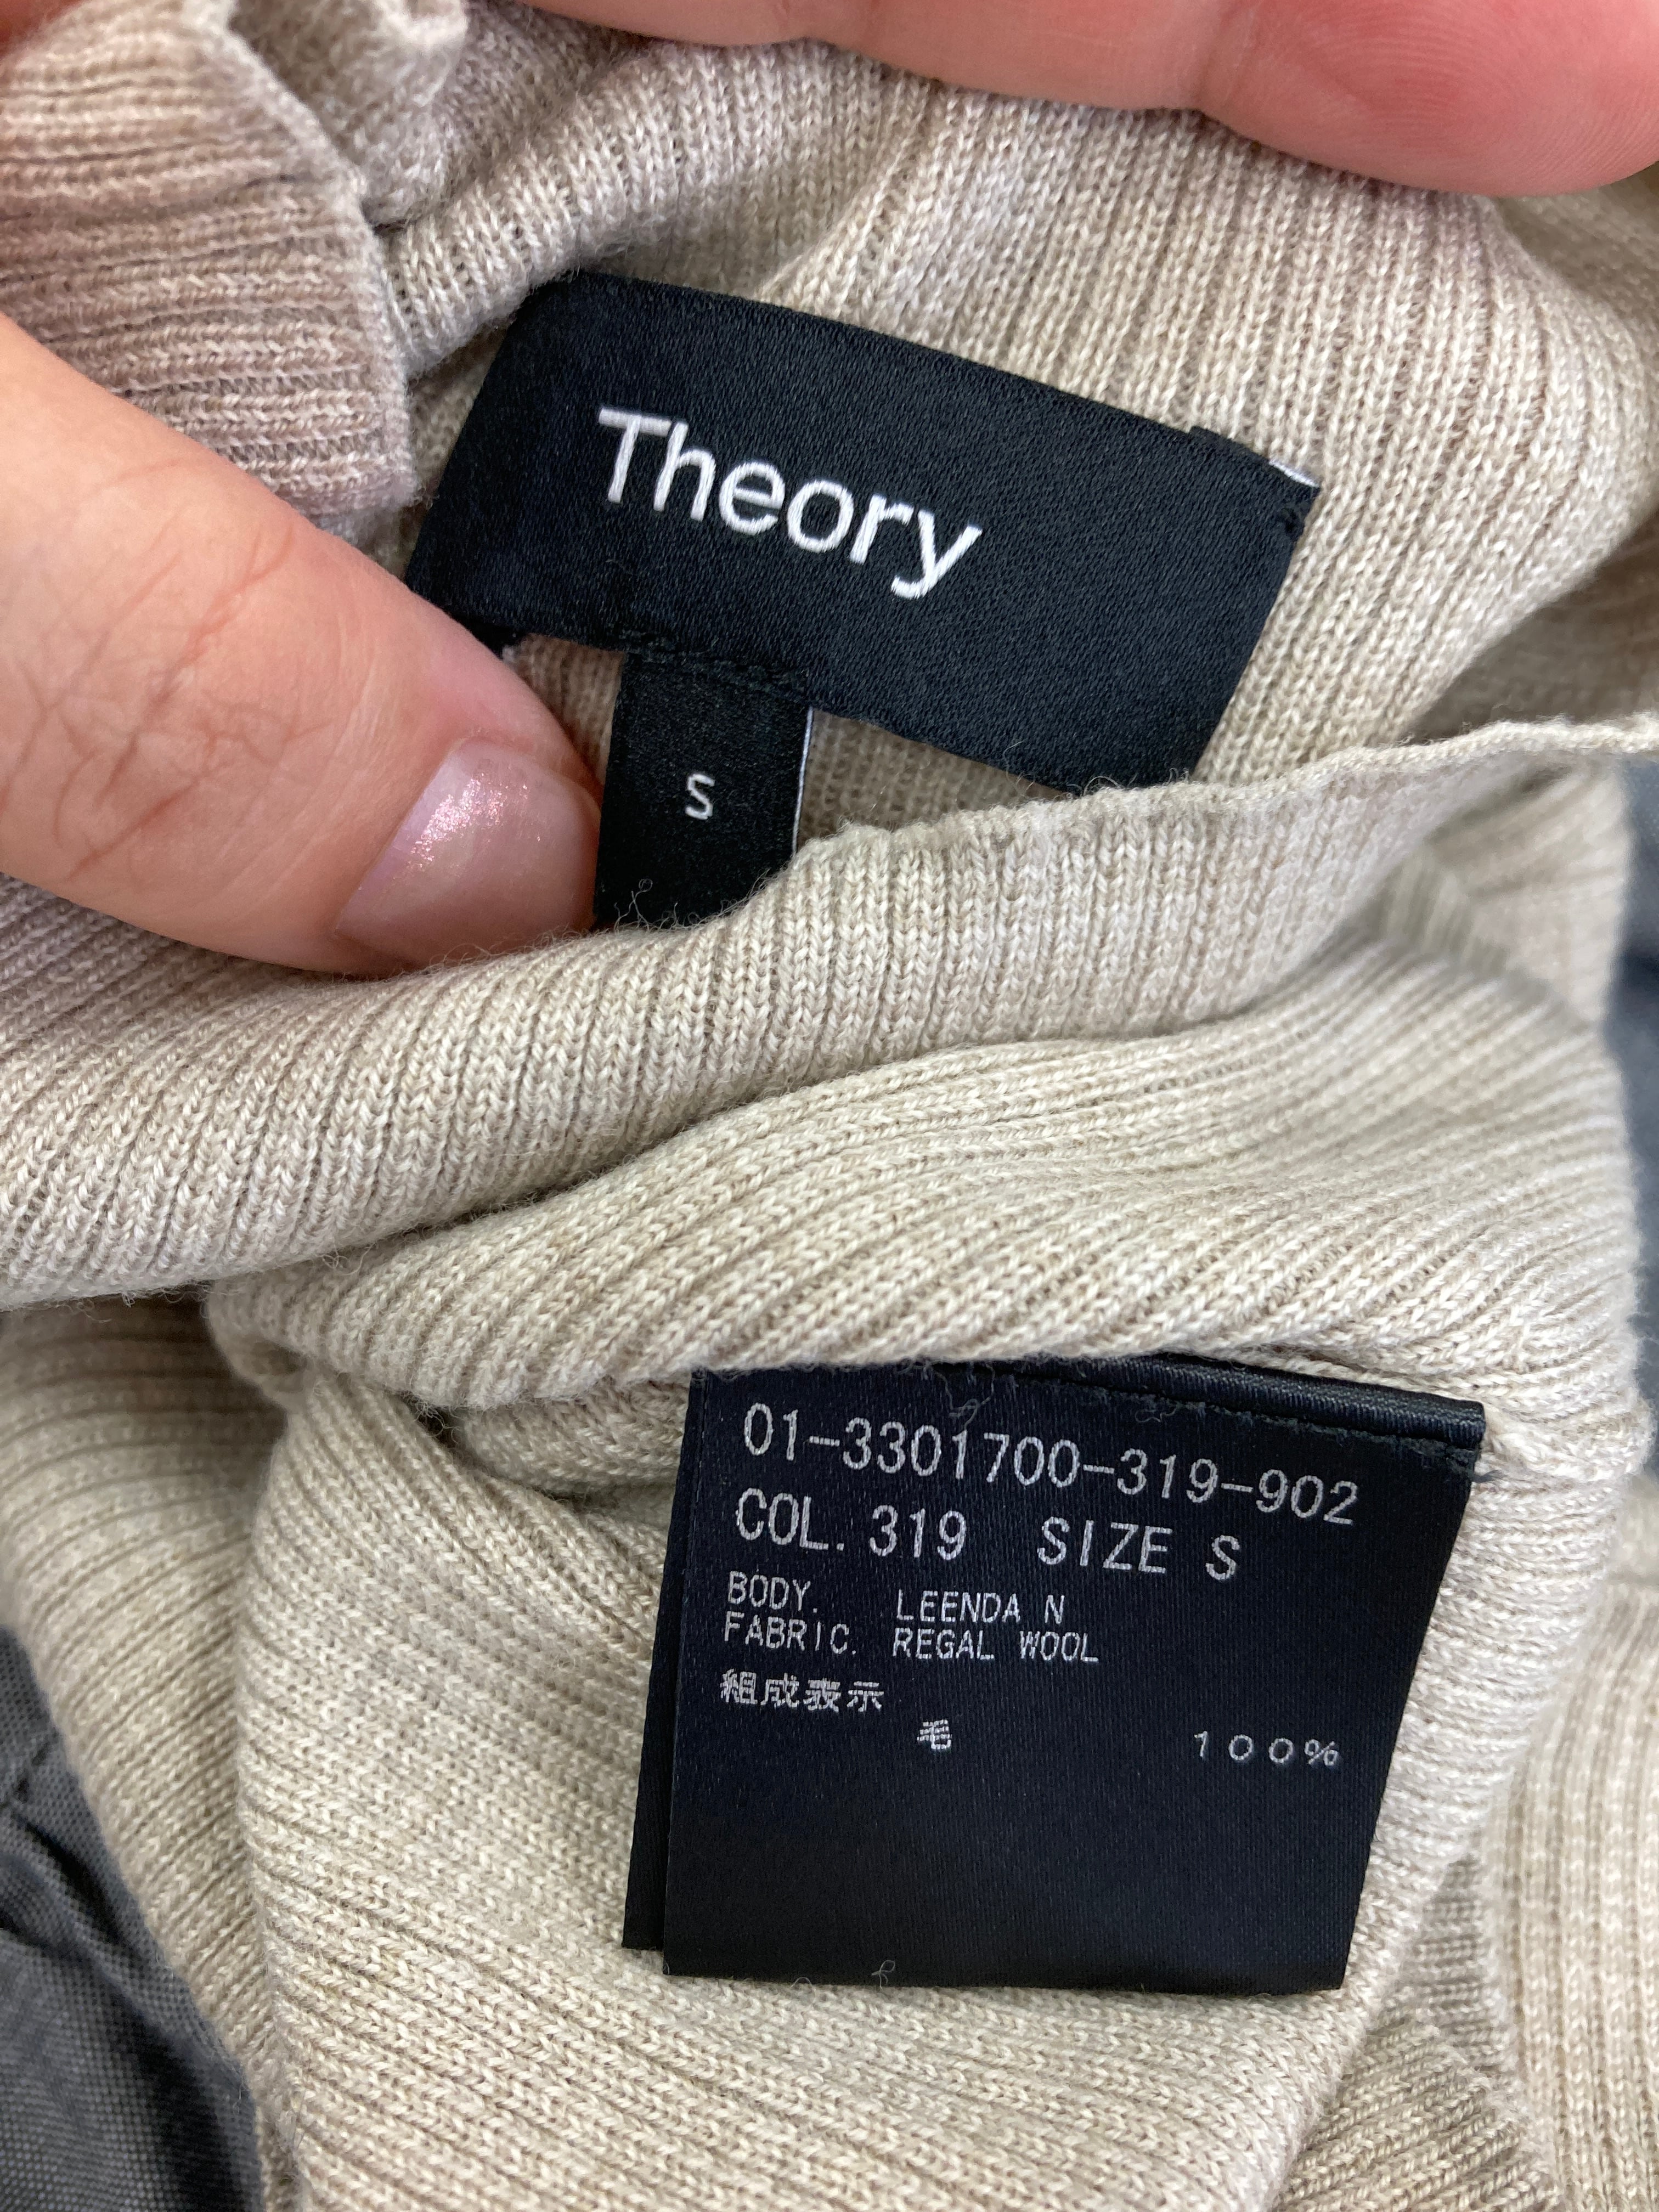 Theory
S
01-3301700-319-902
COL. 319 SIZE S
BODY. LEENDA N
FABRIC. REGAL WOOL
組成表示
毛 100%